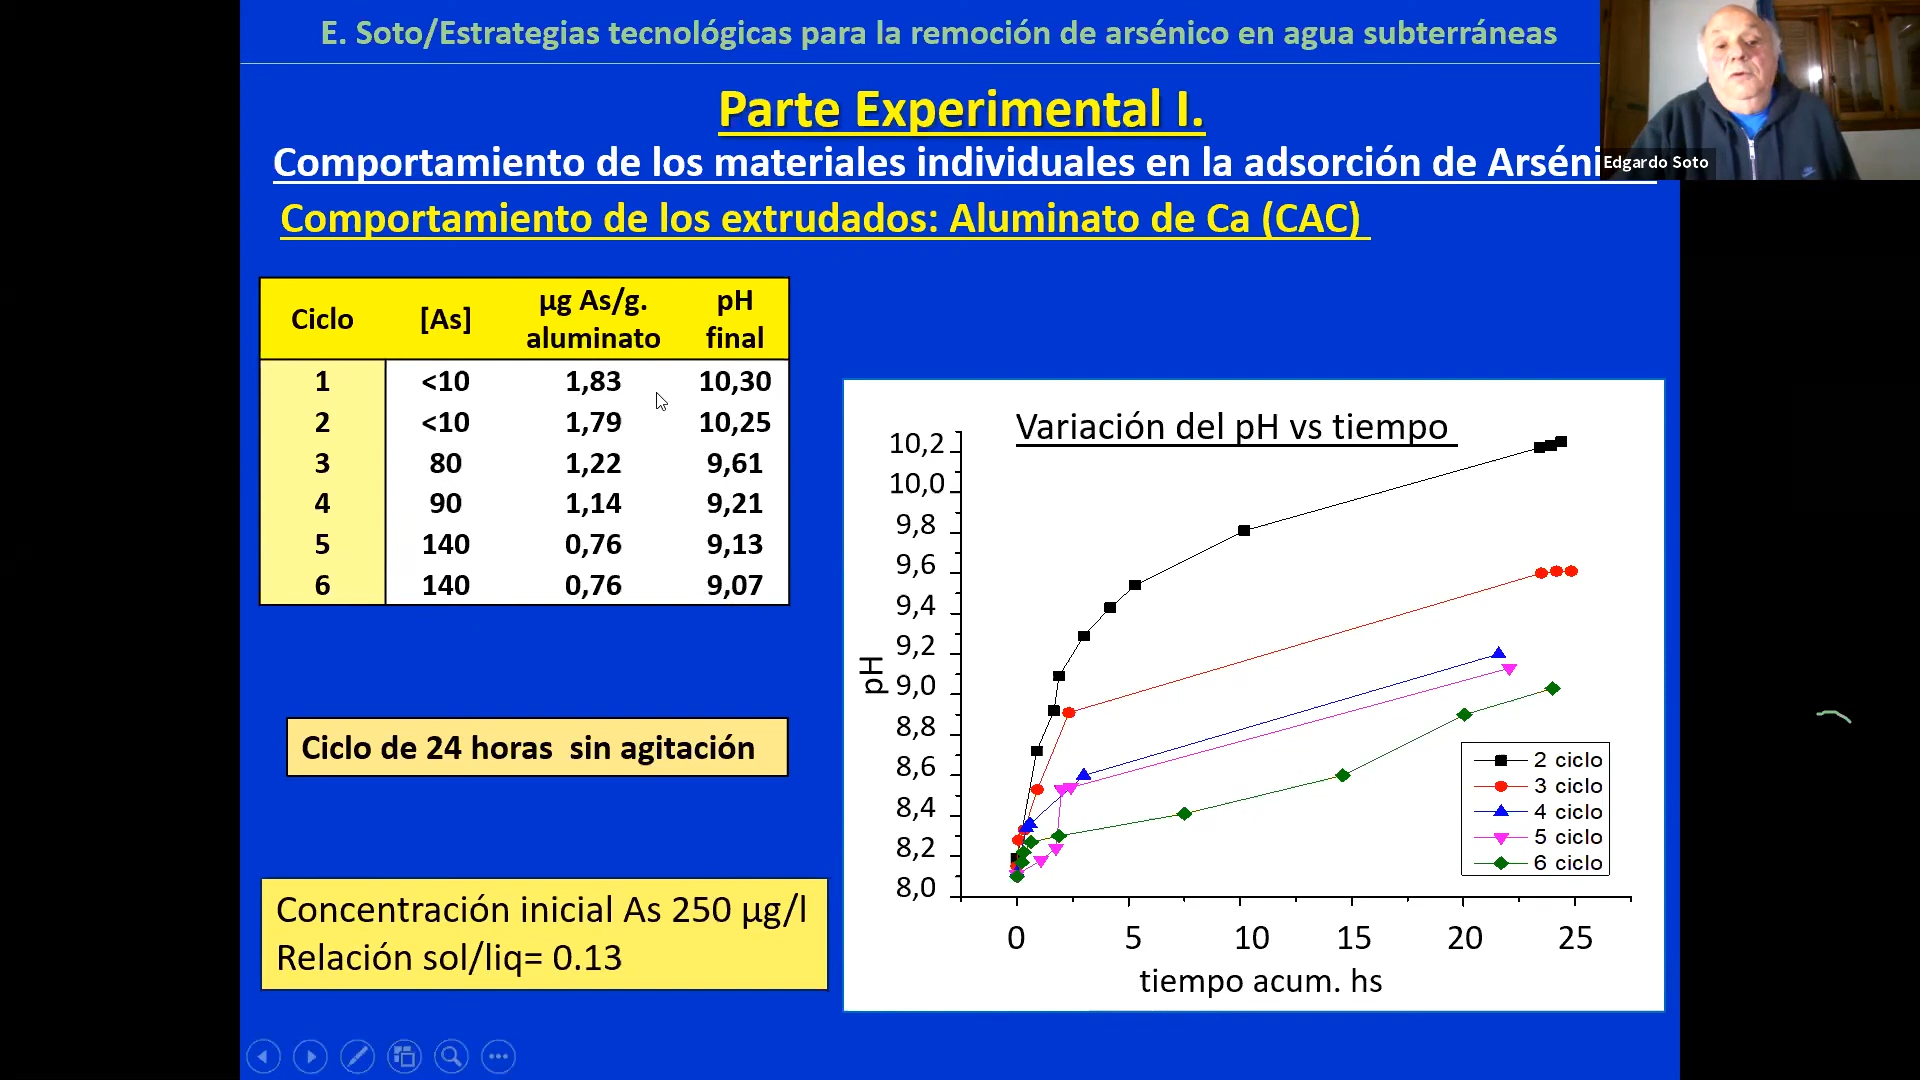 E. Soto/Estrategias tecnológicas para la remoción de arsénico en agua subterráneas
Parte Experimental I.
Comportamiento de los materiales individuales en la adsorción de Arséni
Edgardo Soto
Comportamiento de los extrudados: Aluminato de Ca (CAC)
Ciclo [As] µg As/g. aluminato pH final
1 <10 1,83 10,30
2 <10 1,79 10,25
3 80 1,22 9,61
4 90 1,14 9,21
5 140 0,76 9,13
6 140 0,76 9,07
Ciclo de 24 horas sin agitación
Concentración inicial As 250 µg/l
Relación sol/liq= 0.13
Variación del pH vs tiempo
10,2
10,0
9,8
9,6
9,4
9,2
9,0
8,8
8,6
8,4
8,2
8,0
pH
2 ciclo
3 ciclo
4 ciclo
5 ciclo
6 ciclo
0 5 10 15 20 25
tiempo acum. hs